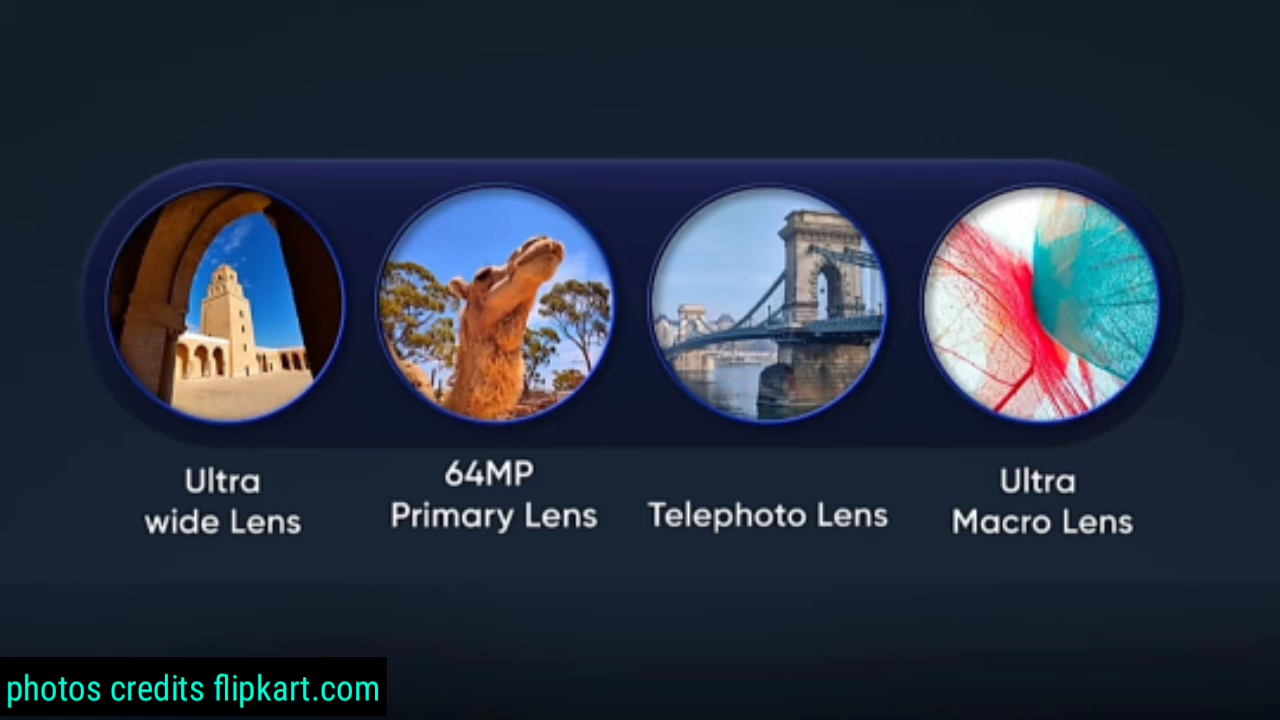 Ultra
wide Lens
64MP
Primary Lens
Telephoto Lens
Ultra
Macro Lens
photos credits flipkart.com